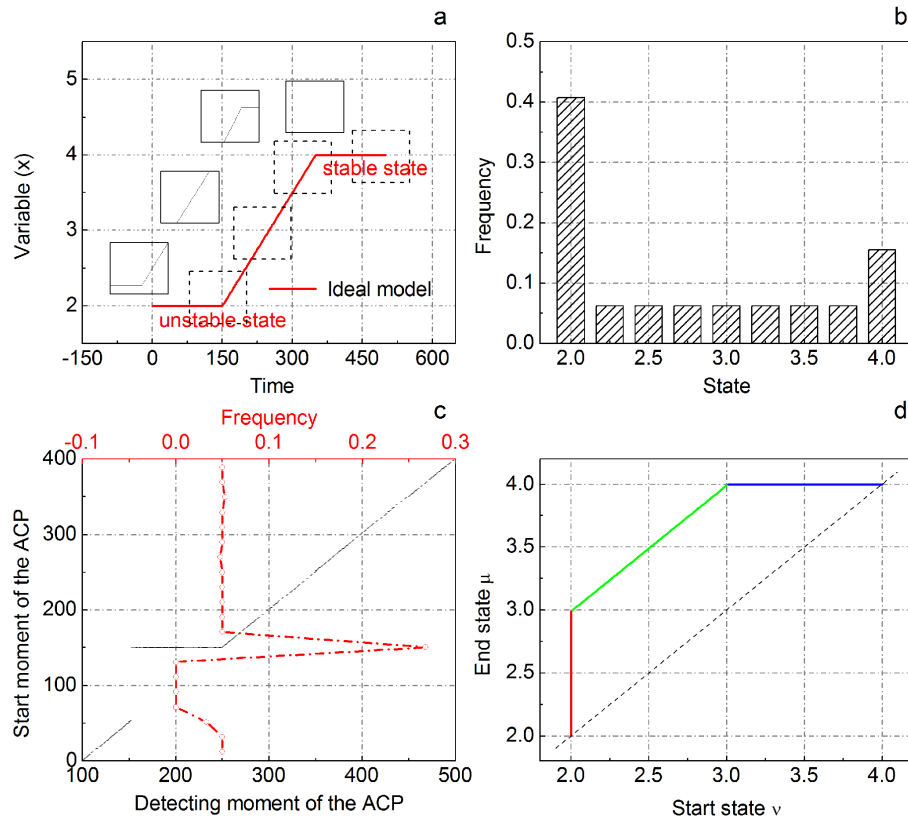 a
Variable (x)
5
4
3
2
stable state
Ideal model
unstable state
-150 0 150 300 450 600
Time
b
Frequency
0.5
0.4
0.3
0.2
0.1
0.0
2.0 2.5 3.0 3.5 4.0
State
c
Frequency
-0.1 0.0 0.1 0.2 0.3
Start moment of the ACP
400
300
200
100
0
100 200 300 400 500
Detecting moment of the ACP
d
End state μ
4.0
3.5
3.0
2.5
2.0
2.0 2.5 3.0 3.5 4.0
Start state ν